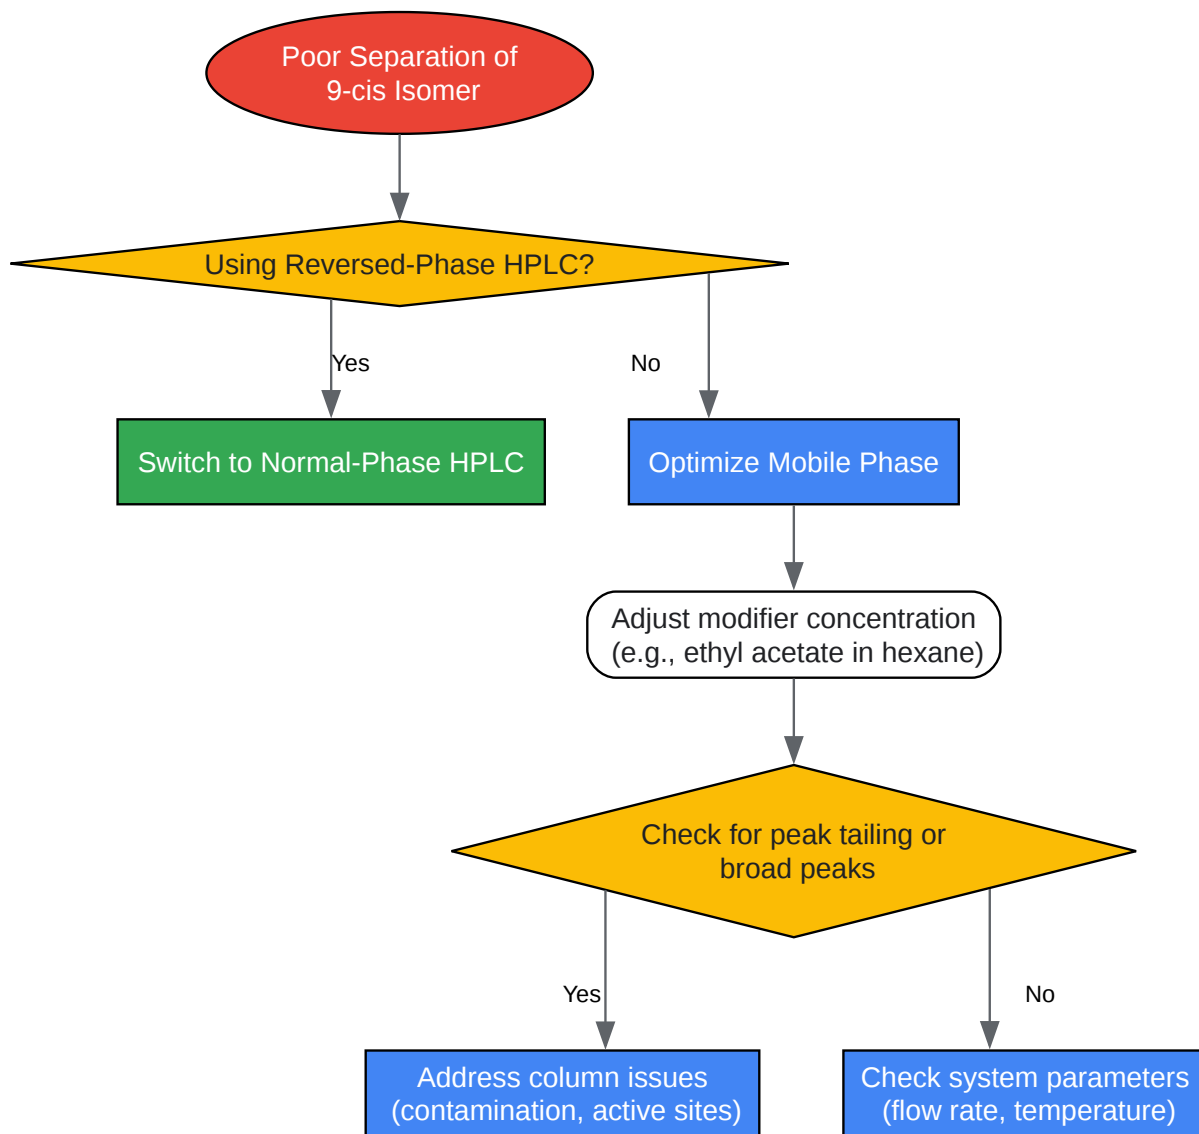 Poor Separation of
9-cis Isomer
Using Reversed-Phase HPLC?
Yes
No
Switch to Normal-Phase HPLC
Optimize Mobile Phase
Adjust modifier concentration
(e.g., ethyl acetate in hexane)
Check for peak tailing or
broad peaks
Yes
No
Address column issues
(contamination, active sites)
Check system parameters
(flow rate, temperature)